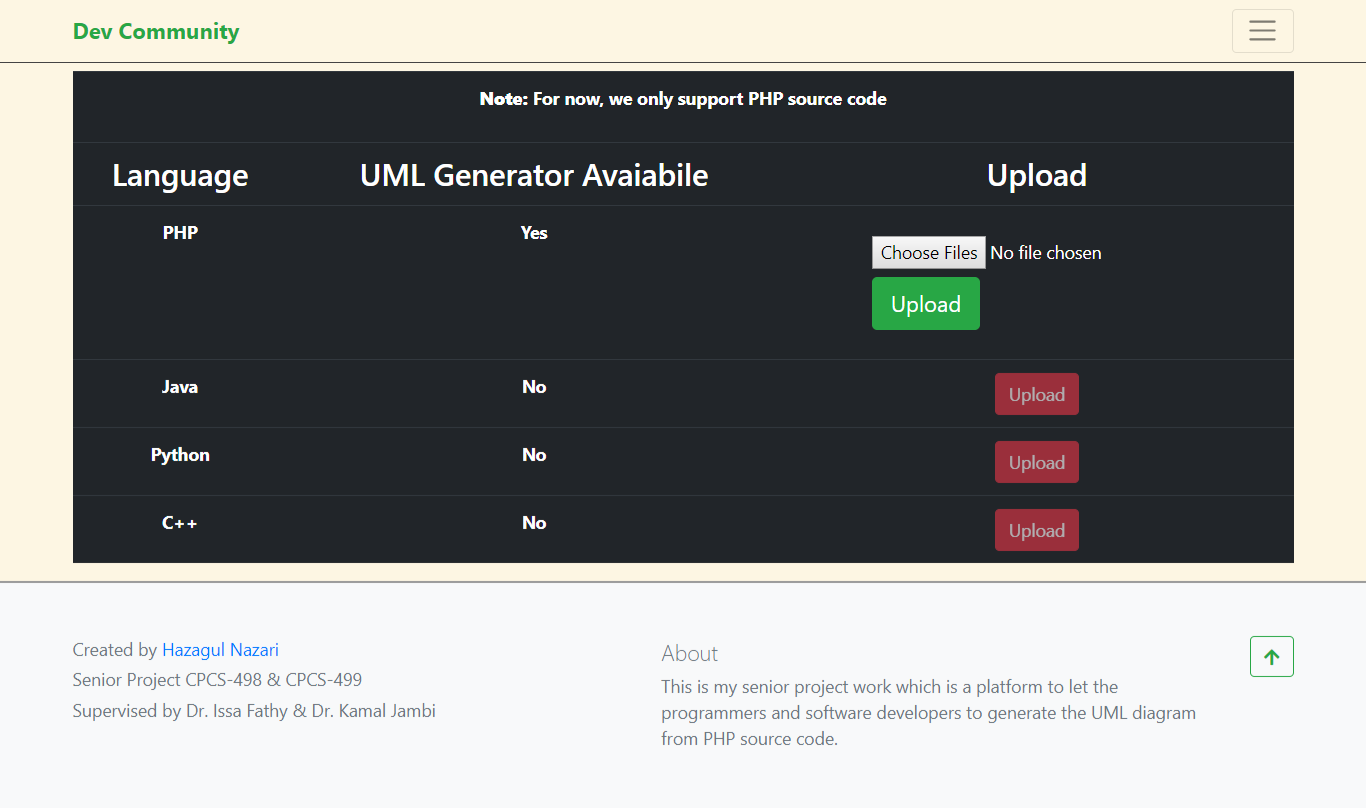 Dev Community
Note: For now, we only support PHP source code
Language UML Generator Avaiabile Upload
PHP Yes Choose Files No file chosen
Upload
Java No Upload
Python No Upload
C++ No Upload
Created by Hazagul Nazari
Senior Project CPCS-498 & CPCS-499
Supervised by Dr. Issa Fathy & Dr. Kamal Jambi
About
This is my senior project work which is a platform to let the
programmers and software developers to generate the UML diagram
from PHP source code.